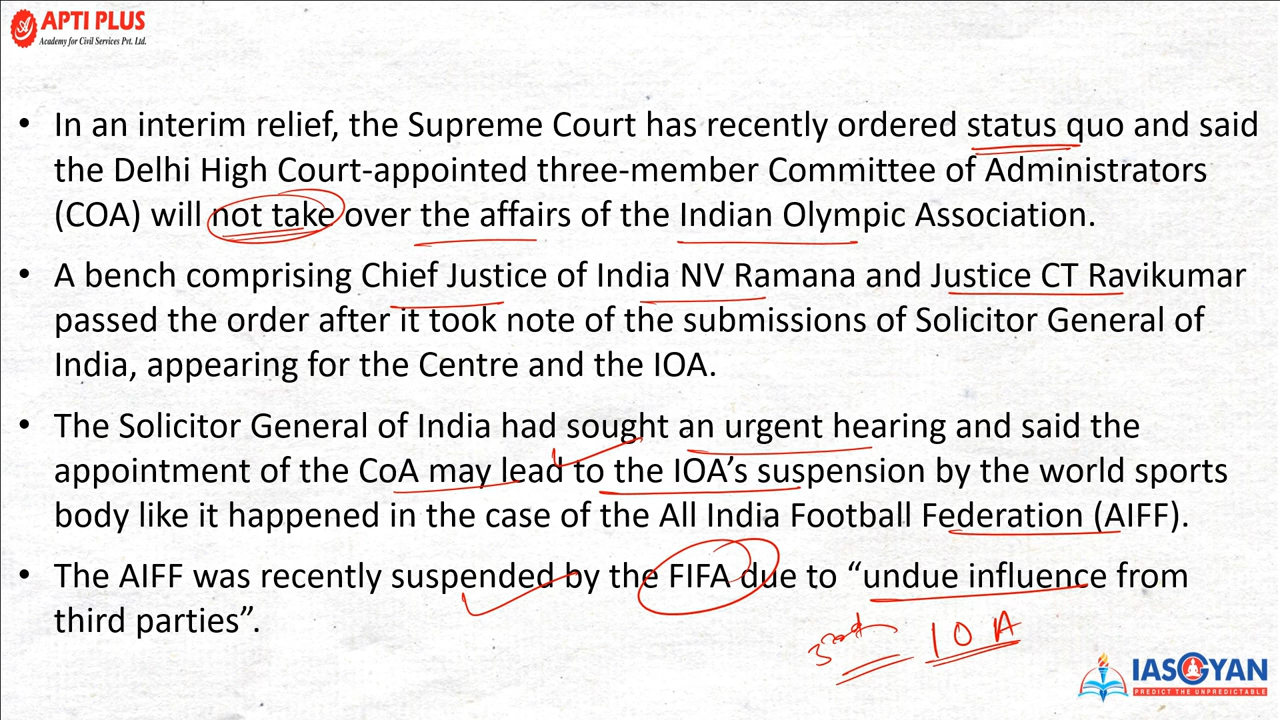 APTI PLUS
Academy for Civil Services Pvt. Ltd.
• In an interim relief, the Supreme Court has recently ordered status quo and said
the Delhi High Court-appointed three-member Committee of Administrators
(COA) will not take over the affairs of the Indian Olympic Association.
• A bench comprising Chief Justice of India NV Ramana and Justice CT Ravikumar
passed the order after it took note of the submissions of Solicitor General of
India, appearing for the Centre and the IOA.
• The Solicitor General of India had sought an urgent hearing and said the
appointment of the CoA may lead to the IOA’s suspension by the world sports
body like it happened in the case of the All India Football Federation (AIFF).
• The AIFF was recently suspended by the FIFA due to “undue influence from
third parties”.
3rd IOA
IASGYAN
PREDICT THE UNPREDICTABLE